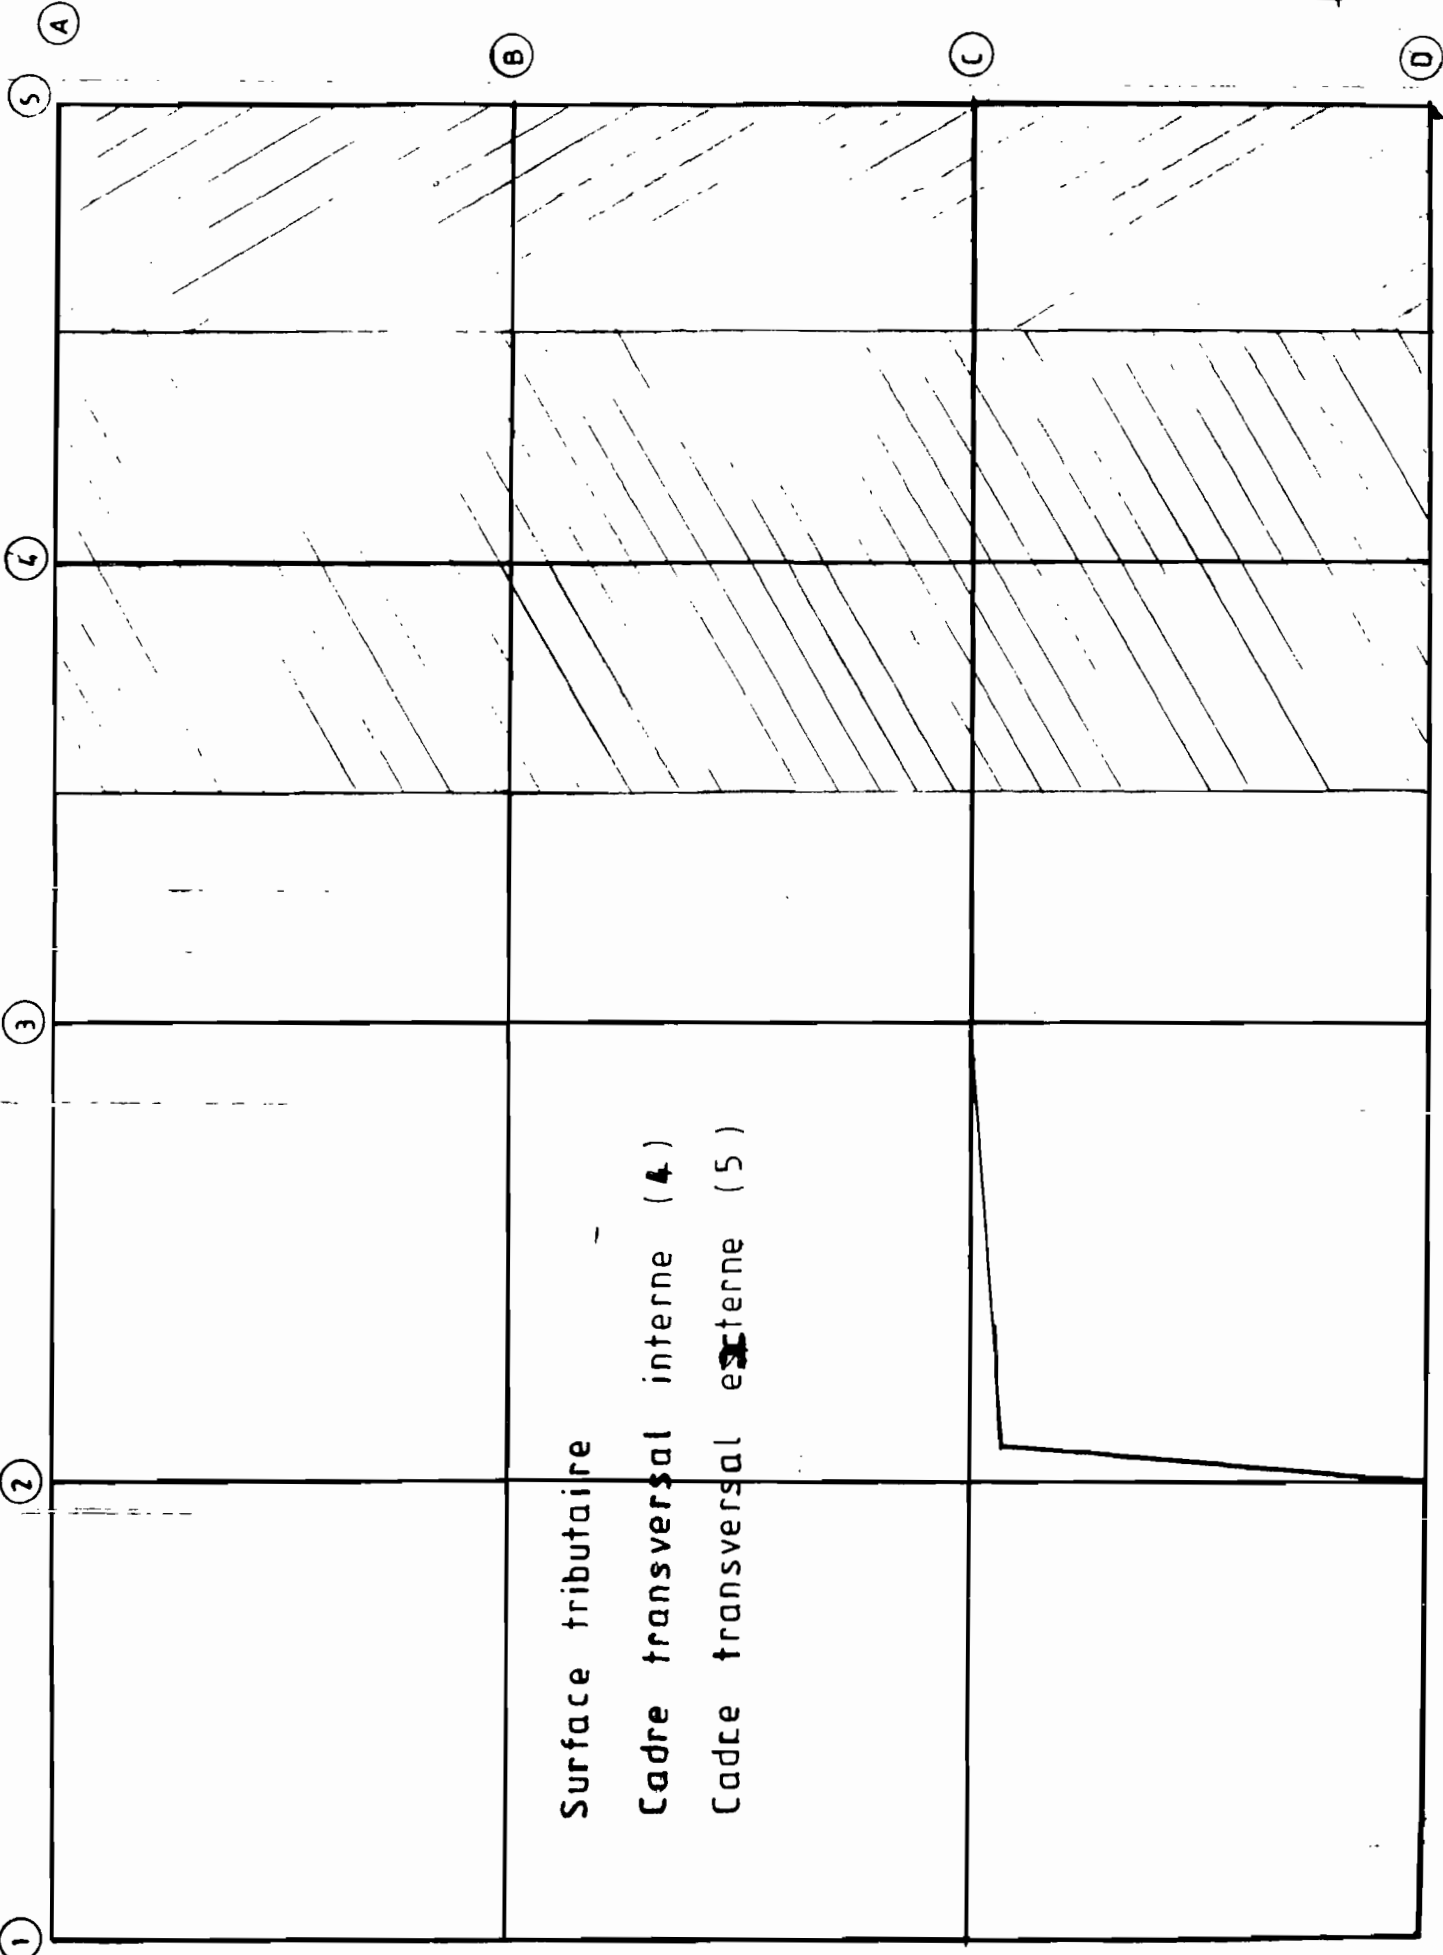 1
2
3
4
5
A
B
C
D
Surface tributaire
Cadre transversal interne (4)
Cadre transversal externe (5)